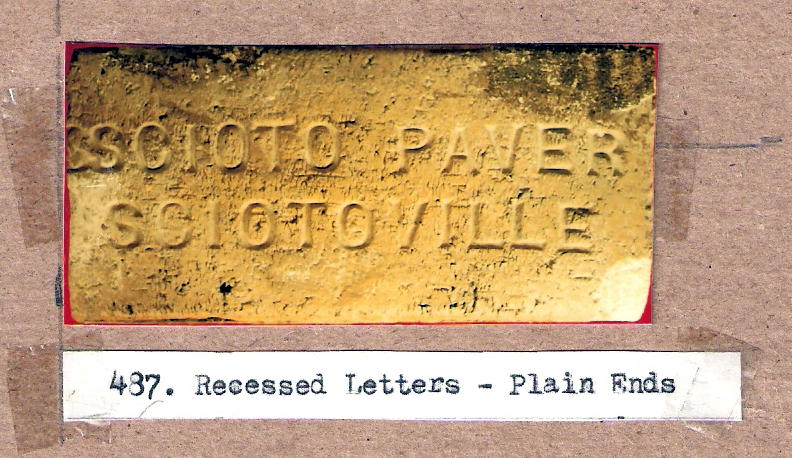 SCIOTO PAVER
SCIOTOVILLE
487. Recessed Letters - Plain Ends